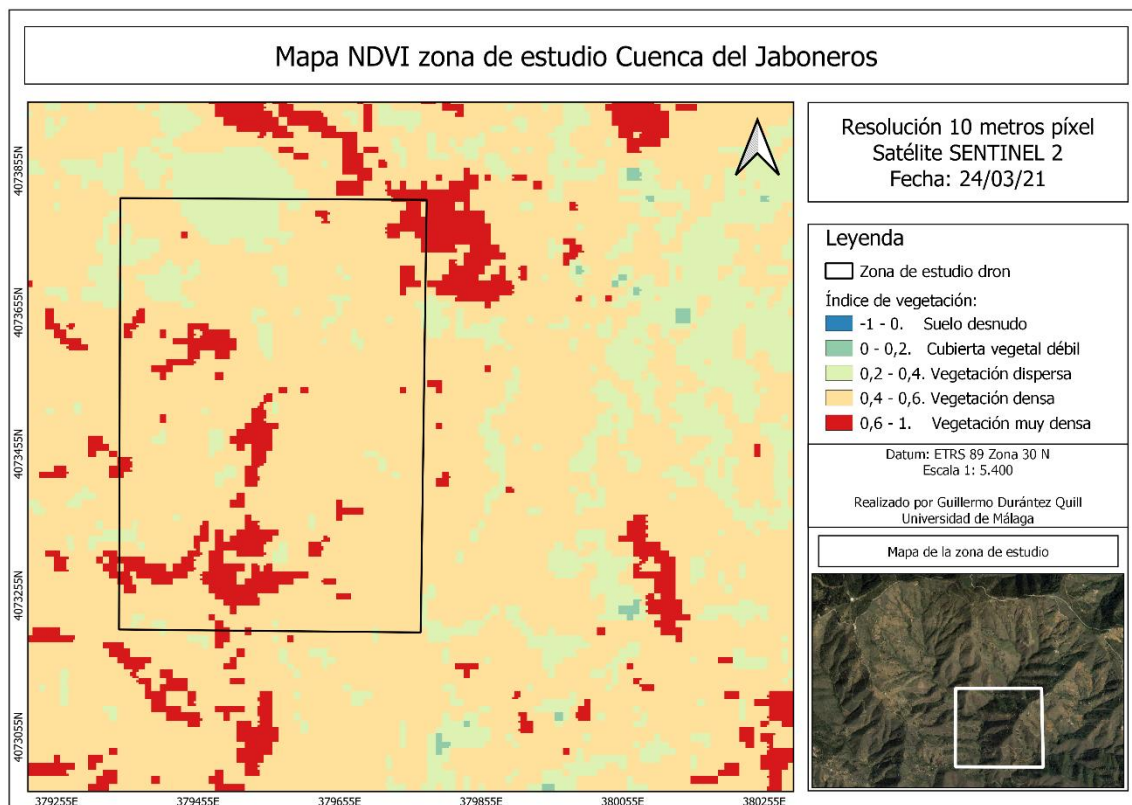 Mapa NDVI zona de estudio Cuenca del Jaboneros
Resolución 10 metros píxel
Satélite SENTINEL 2
Fecha: 24/03/21
Leyenda
Zona de estudio dron
Índice de vegetación:
-1 - 0. Suelo desnudo
0 - 0,2. Cubierta vegetal débil
0,2 - 0,4. Vegetación dispersa
0,4 - 0,6. Vegetación densa
0,6 - 1. Vegetación muy densa
Datum: ETRS 89 Zona 30 N
Escala 1: 5.400
Realizado por Guillermo Durántez Quill
Universidad de Málaga
Mapa de la zona de estudio
4073855N
4073655N
4073455N
4073255N
4073055N
379255E
379455E
379655E
379855E
380055E
380255E